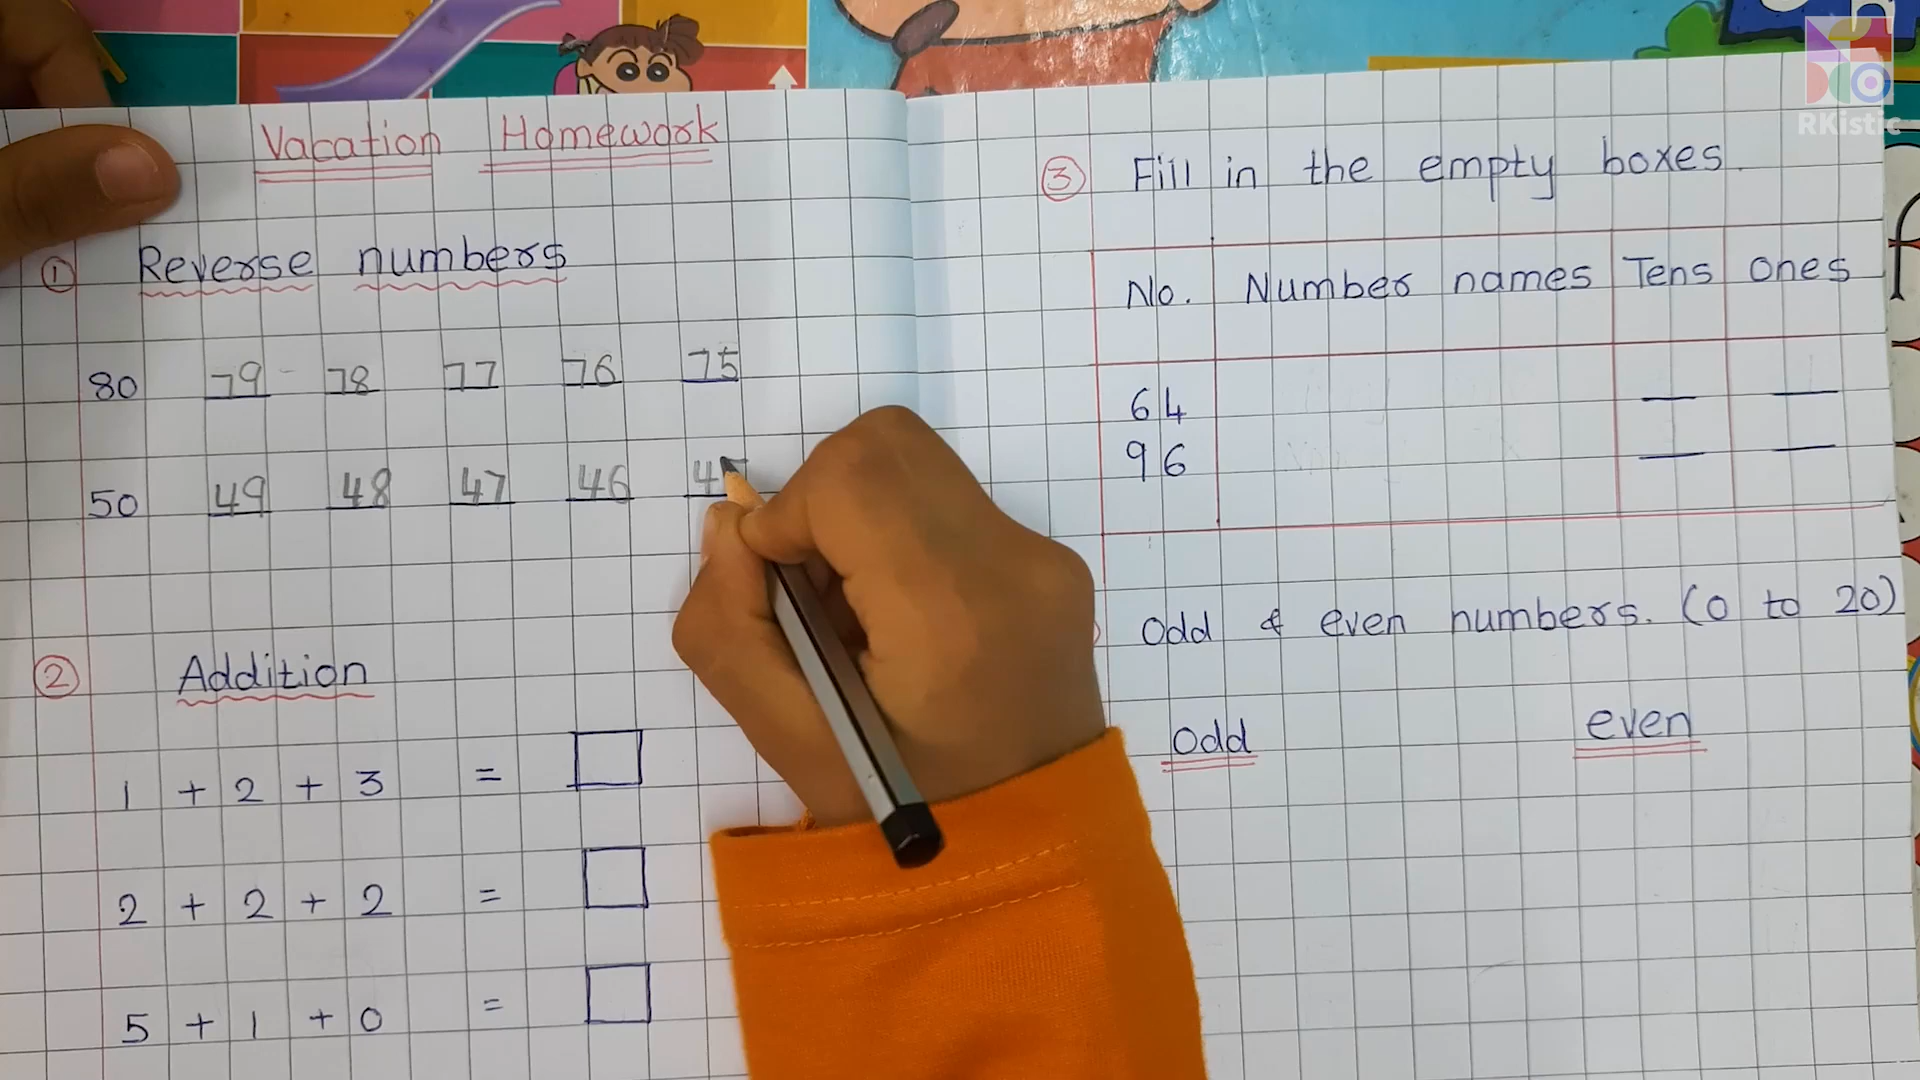 Vacation Homework
① Reverse numbers
80 79 78 77 76 75
50 49 48 47 46 45
② Addition
1 + 2 + 3 =
2 + 2 + 2 =
5 + 1 + 0 =
RKistic
③ Fill in the empty boxes.
No. Number names Tens ones
64 — —
96 — —
Odd & even numbers. (0 to 20)
odd even